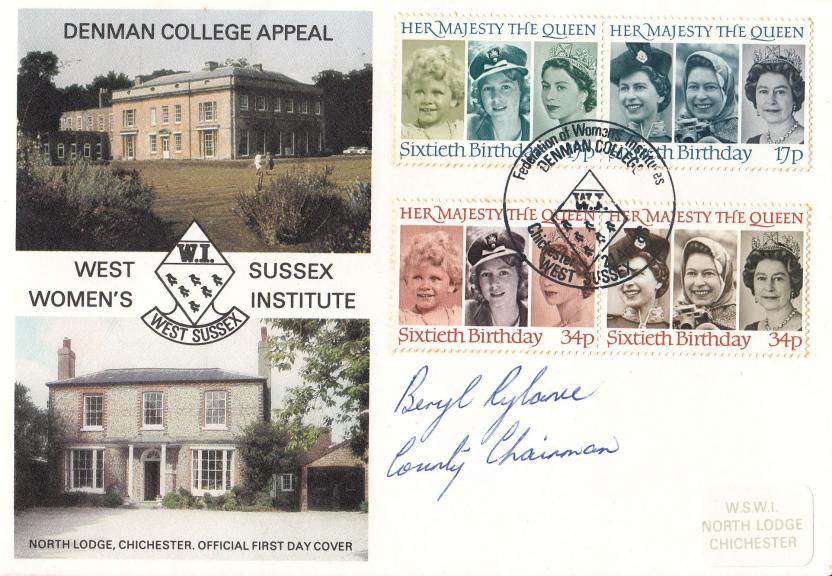 DENMAN COLLEGE APPEAL
WEST SUSSEX
WOMEN'S INSTITUTE
W.I.
WEST SUSSEX
NORTH LODGE, CHICHESTER. OFFICIAL FIRST DAY COVER
HER MAJESTY THE QUEEN
Sixtieth Birthday 17p
HER MAJESTY THE QUEEN
Sixtieth Birthday 17p
Federation of Womens Institutes
DENMAN COLLEGE
W.I.
Chichester
WEST SUSSEX
HER MAJESTY THE QUEEN
Sixtieth Birthday 34p
HER MAJESTY THE QUEEN
Sixtieth Birthday 34p
Beryl Rylance
County Chairman
W.S.W.I.
NORTH LODGE
CHICHESTER